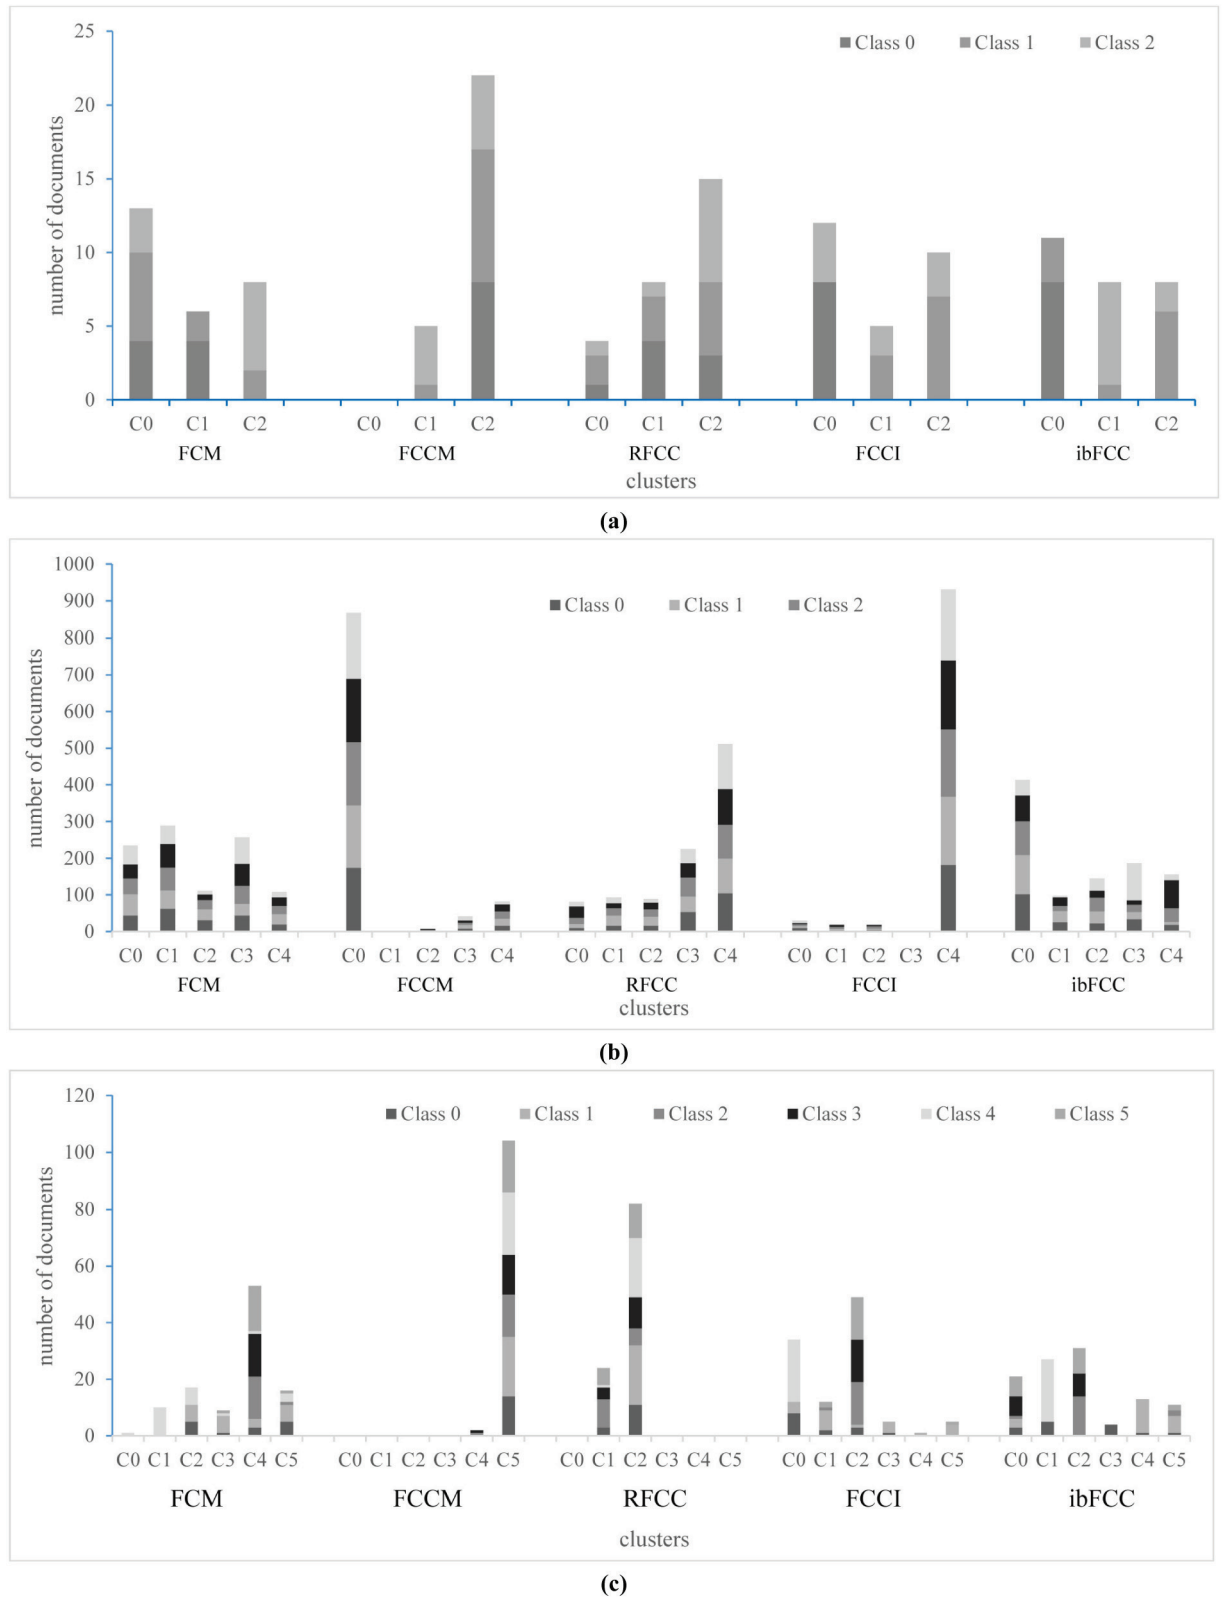 25
20
15
10
5
0
number of documents
Class 0 Class 1 Class 2
C0 C1 C2 C0 C1 C2 C0 C1 C2 C0 C1 C2 C0 C1 C2
FCM FCCM RFCC FCCI ibFCC
clusters
(a)
1000
900
800
700
600
500
400
300
200
100
0
number of documents
Class 0 Class 1 Class 2
C0 C1 C2 C3 C4 C0 C1 C2 C3 C4 C0 C1 C2 C3 C4 C0 C1 C2 C3 C4 C0 C1 C2 C3 C4
FCM FCCM RFCC FCCI ibFCC
clusters
(b)
120
100
80
60
40
20
0
number of documents
Class 0 Class 1 Class 2 Class 3 Class 4 Class 5
C0 C1 C2 C3 C4 C5 C0 C1 C2 C3 C4 C5 C0 C1 C2 C3 C4 C5 C0 C1 C2 C3 C4 C5 C0 C1 C2 C3 C4 C5
FCM FCCM RFCC FCCI ibFCC
clusters
(c)